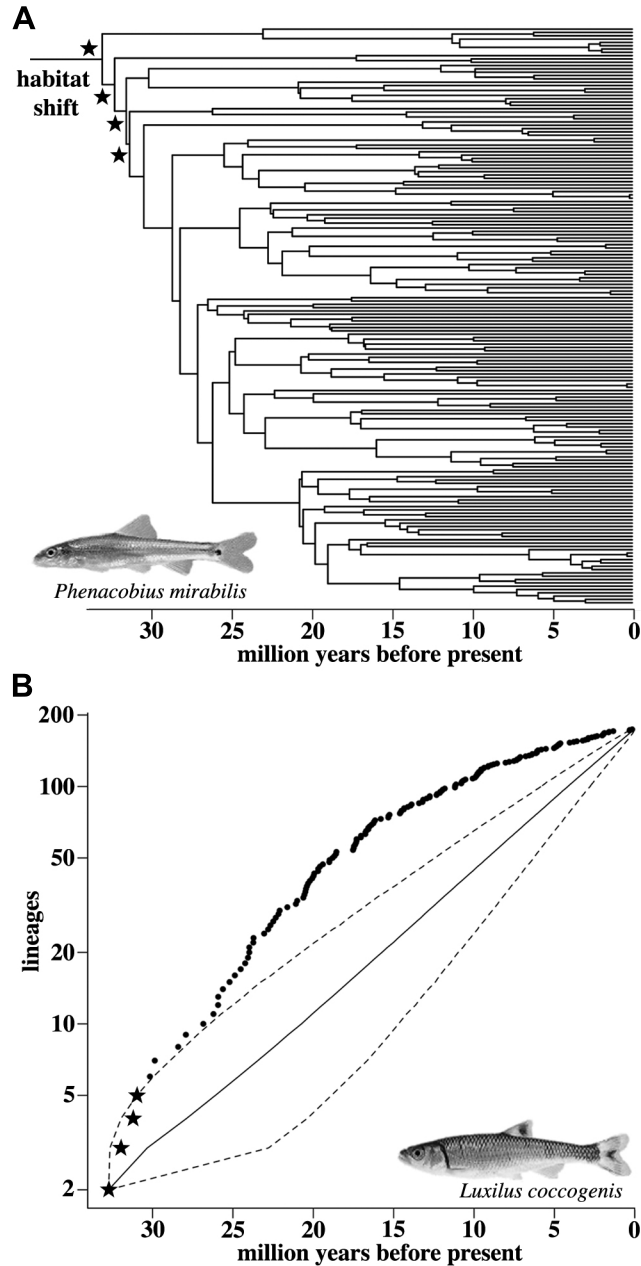 A
habitat
shift
Phenacobius mirabilis
30 25 20 15 10 5 0
million years before present
B
200
100
50
20
10
5
2
lineages
Luxilus coccogenis
30 25 20 15 10 5 0
million years before present